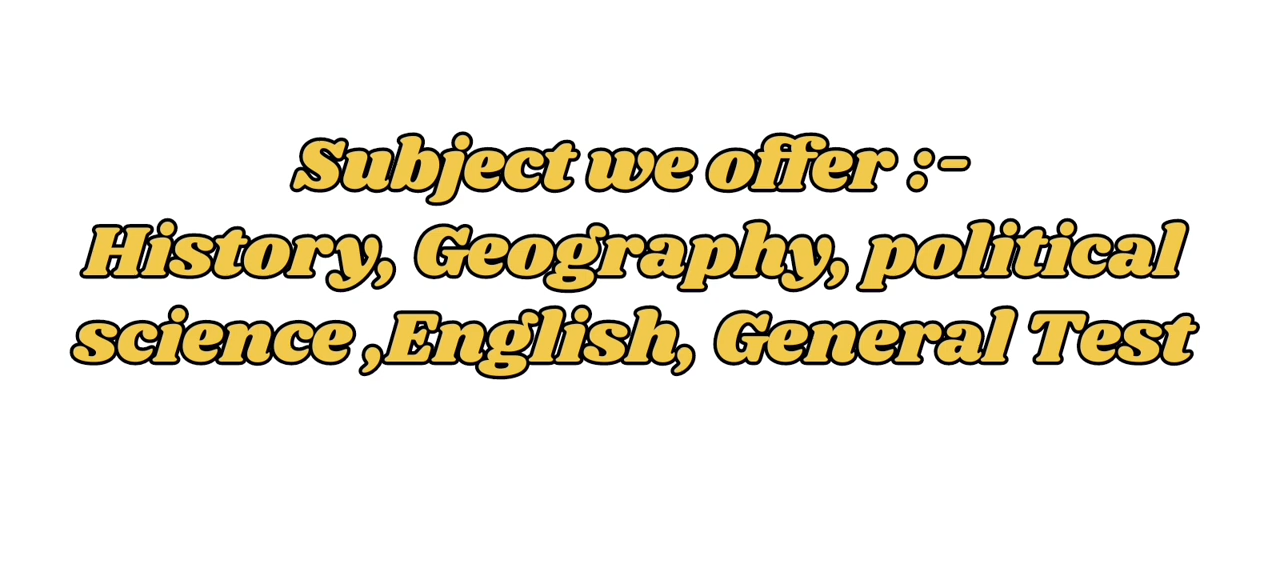 Subject we offer :-
History, Geography, political
science ,English, General Test